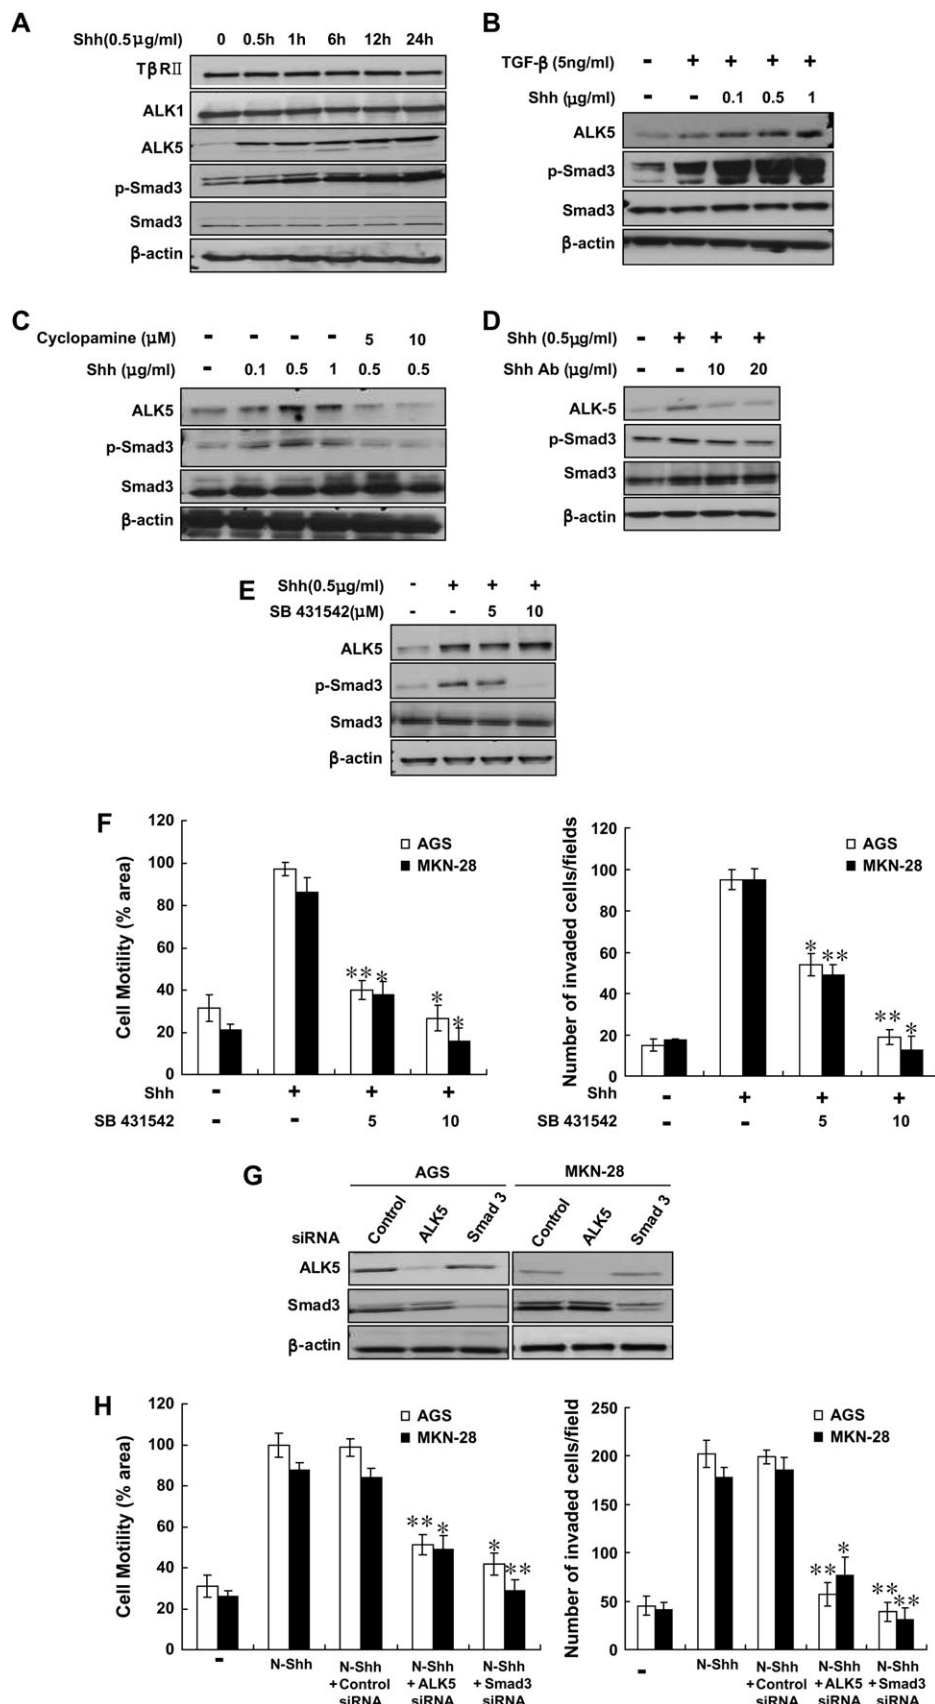 A
Shh(0.5μg/ml) 0 0.5h 1h 6h 12h 24h
TβRII
ALK1
ALK5
p-Smad3
Smad3
β-actin
B
TGF-β (5ng/ml) - + + + +
Shh (μg/ml) - - 0.1 0.5 1
ALK5
p-Smad3
Smad3
β-actin
C
Cyclopamine (μM) - - - - 5 10
Shh (μg/ml) - 0.1 0.5 1 0.5 0.5
ALK5
p-Smad3
Smad3
β-actin
D
Shh (0.5μg/ml) - + + +
Shh Ab (μg/ml) - - 10 20
ALK-5
p-Smad3
Smad3
β-actin
E
Shh(0.5μg/ml) - + + +
SB 431542(μM) - - 5 10
ALK5
p-Smad3
Smad3
β-actin
F
Cell Motility (% area)
120
100
80
60
40
20
0
AGS
MKN-28
** *
* *
Shh - + + +
SB 431542 - - 5 10
Number of invaded cells/fields
120
100
80
60
40
20
0
AGS
MKN-28
* **
** *
Shh - + + +
SB 431542 - - 5 10
G
AGS MKN-28
siRNA Control ALK5 Smad 3 Control ALK5 Smad 3
ALK5
Smad3
β-actin
H
Cell Motility (% area)
120
100
80
60
40
20
0
AGS
MKN-28
** *
* **
- N-Shh N-Shh N-Shh N-Shh
+Control +ALK5 +Smad3
siRNA siRNA siRNA
Number of invaded cells/field
250
200
150
100
50
0
AGS
MKN-28
** *
** **
- N-Shh N-Shh N-Shh N-Shh
+Control +ALK5 +Smad3
siRNA siRNA siRNA